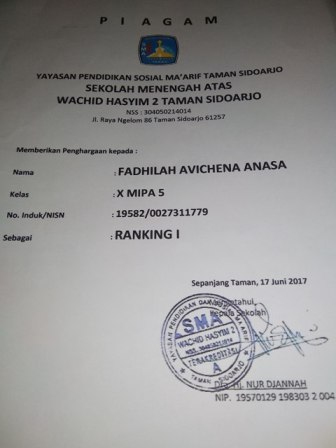 P I A G A M
YAYASAN PENDIDIKAN SOSIAL MA'ARIF TAMAN SIDOARJO
SEKOLAH MENENGAH ATAS
WACHID HASYIM 2 TAMAN SIDOARJO
NSS : 304050214014
Jl. Raya Ngelom 86 Taman Sidoarjo 61257
Memberikan Penghargaan kepada :
Nama : FADHILAH AVICHENA ANASA
Kelas : X MIPA 5
No. Induk/NISN : 19582/0027311779
Sebagai : RANKING I
Sepanjang Taman, 17 Juni 2017
Kepala Sekolah
SMA
WACHID HASYIM 2
TERAKREDITASI
A
TAMAN SIDOARJO
NUR DJANNAH
NIP. 19570129 198303 2 004